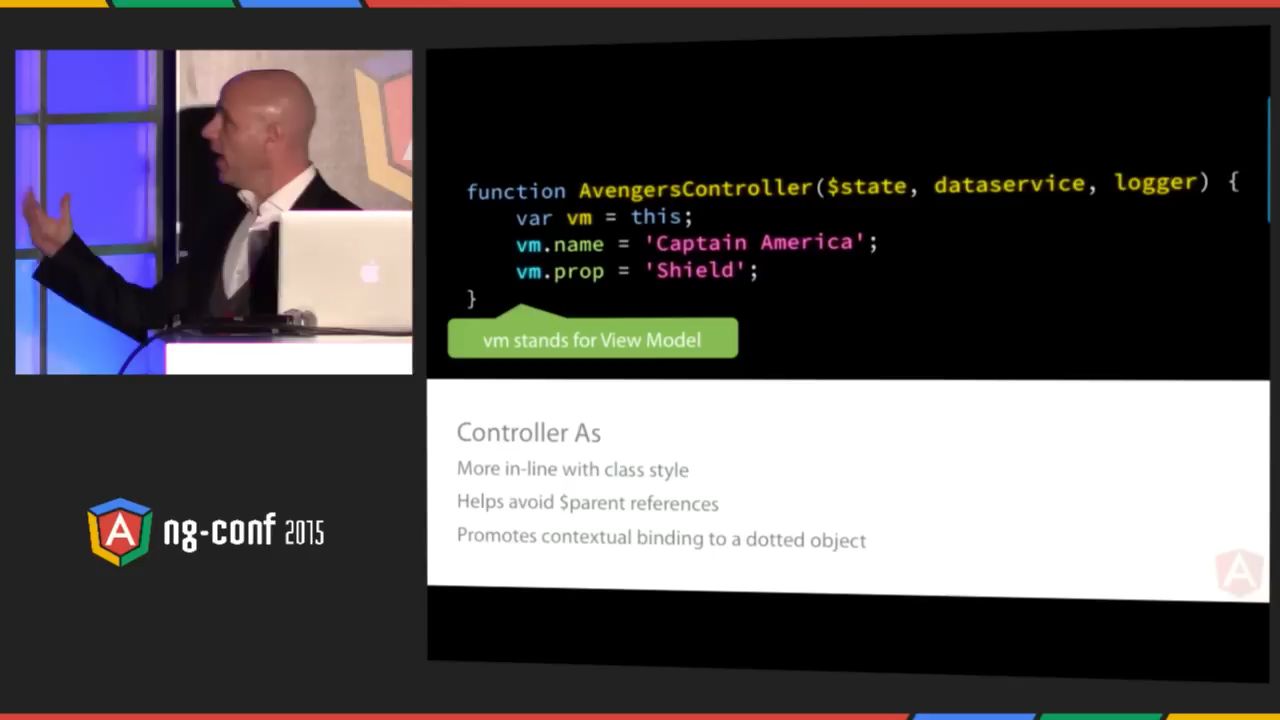 function AvengersController($state, dataservice, logger) {
var vm = this;
vm.name = 'Captain America';
vm.prop = 'Shield';
}
vm stands for View Model
Controller As
More in-line with class style
Helps avoid $parent references
Promotes contextual binding to a dotted object
A
A ng-conf 2015